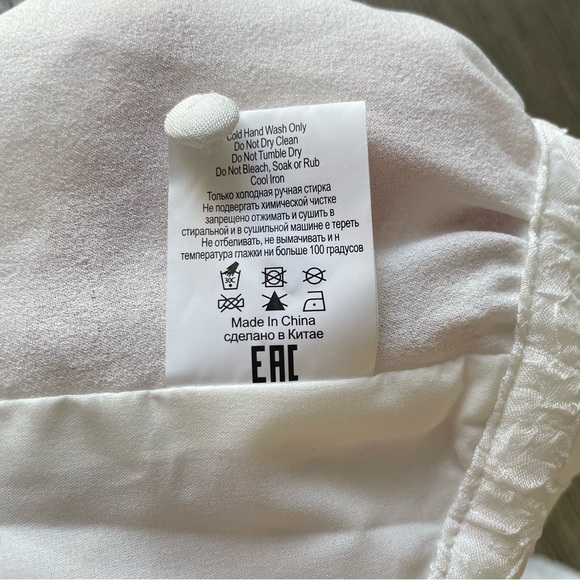 Cold Hand Wash Only
Do Not Dry Clean
Do Not Tumble Dry
Do Not Bleach, Soak or Rub
Cool Iron
Только холодная ручная стирка
Не подвергать химической чистке
запрещено отжимать и сушить в
стиральной и в сушильной машине е тереть
Не отбеливать, не вымачивать и н
температура глажки ни больше 100 градусов
30C
Made In China
сделано в Китае
EAC